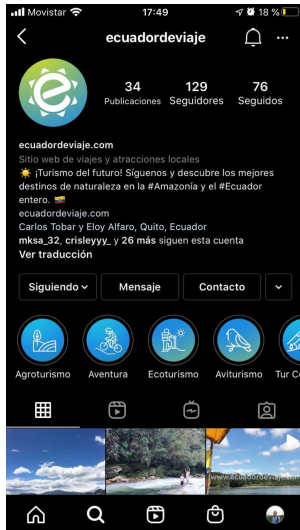 Movistar 17:49 18 %
ecuadordeviaje
34 129 76
Publicaciones Seguidores Seguidos
ecuadordeviaje.com
Sitio web de viajes y atracciones locales
☀️ ¡Turismo del futuro! Síguenos y descubre los mejores
destinos de naturaleza en la #Amazonía y el #Ecuador
entero. 🇪🇨
ecuadordeviaje.com
Carlos Tobar y Eloy Alfaro, Quito, Ecuador
mksa_32, crisleyyy_ y 26 más siguen esta cuenta
Ver traducción
Siguiendo Mensaje Contacto
Agroturismo Aventura Ecoturismo Aviturismo Tur Co
www.ecuadordeviaje.com